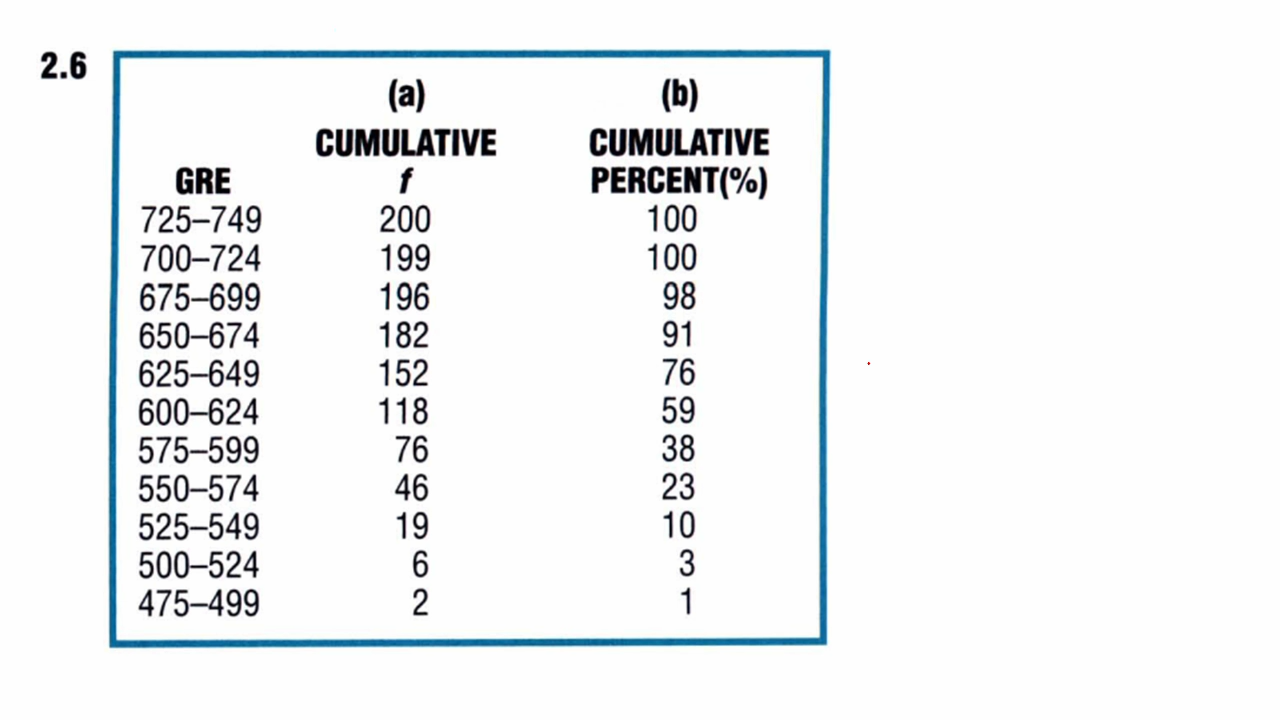 2.6
(a) (b)
CUMULATIVE CUMULATIVE
GRE f PERCENT(%)
725–749 200 100
700–724 199 100
675–699 196 98
650–674 182 91
625–649 152 76
600–624 118 59
575–599 76 38
550–574 46 23
525–549 19 10
500–524 6 3
475–499 2 1